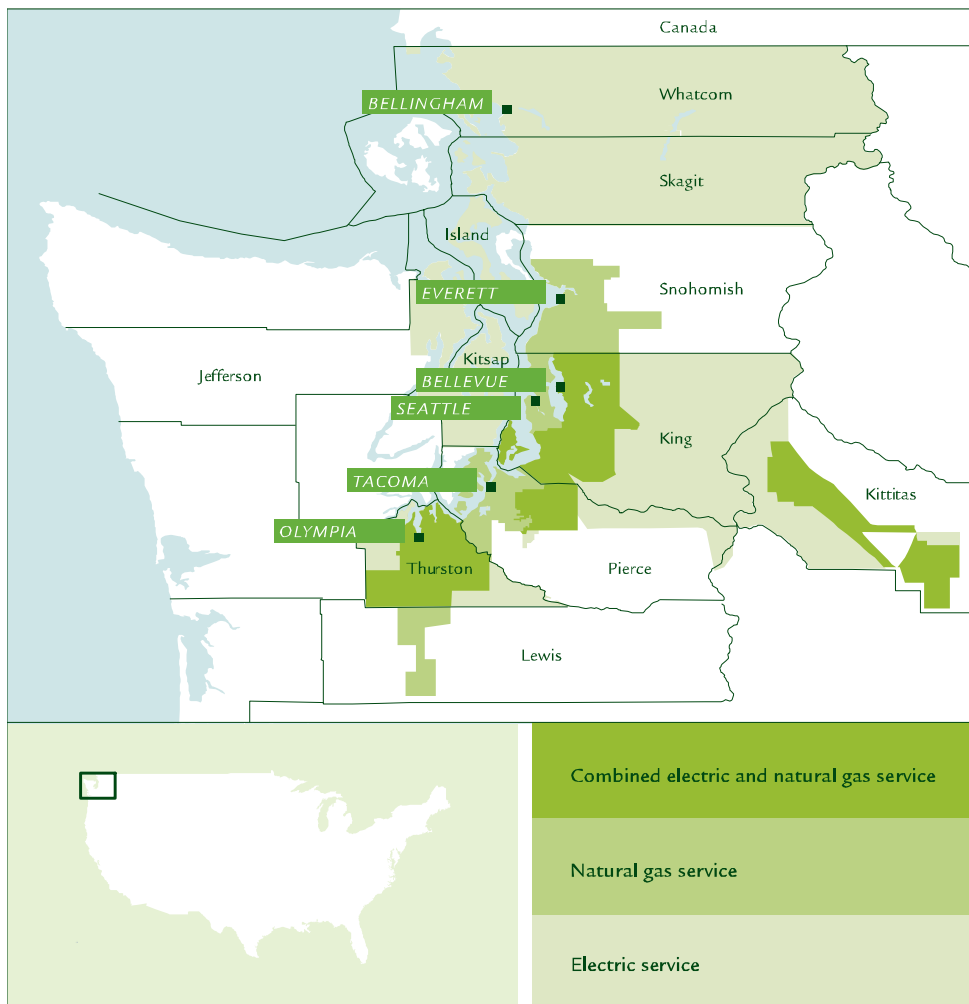 Canada
Whatcom
BELLINGHAM
Skagit
Island
Snohomish
EVERETT
Kitsap
Jefferson
BELLEVUE
SEATTLE
King
TACOMA
Kittitas
OLYMPIA
Thurston
Pierce
Lewis
Combined electric and natural gas service
Natural gas service
Electric service